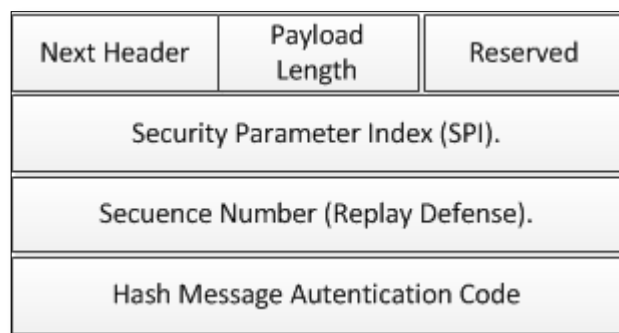 Next Header
Payload
Length
Reserved
Security Parameter Index (SPI).
Secuence Number (Replay Defense).
Hash Message Autentication Code